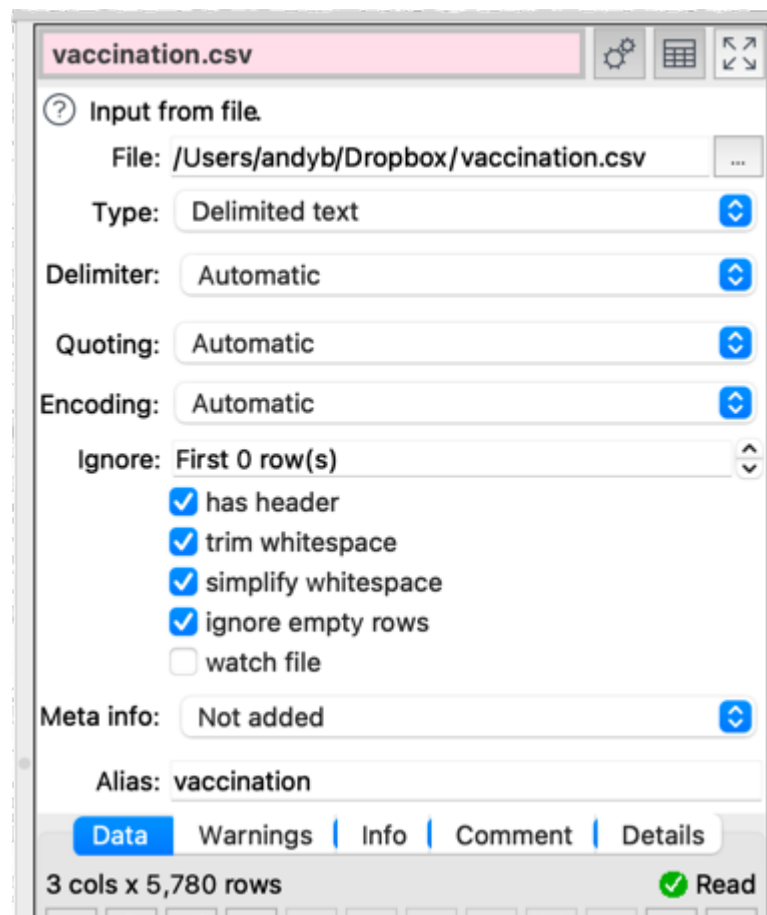 vaccination.csv
? Input from file.
File: /Users/andyb/Dropbox/vaccination.csv ...
Type: Delimited text
Delimiter: Automatic
Quoting: Automatic
Encoding: Automatic
Ignore: First 0 row(s)
has header
trim whitespace
simplify whitespace
ignore empty rows
watch file
Meta info: Not added
Alias: vaccination
Data Warnings Info Comment Details
3 cols x 5,780 rows Read